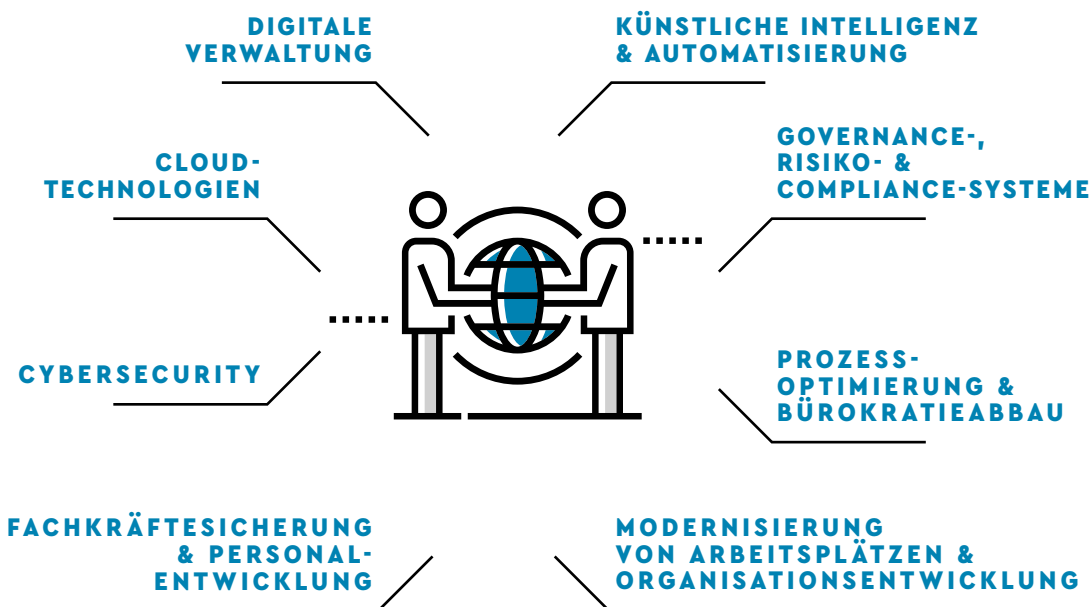 DIGITALE
VERWALTUNG
KÜNSTLICHE INTELLIGENZ
& AUTOMATISIERUNG
CLOUD-
TECHNOLOGIEN
GOVERNANCE-,
RISIKO- &
COMPLIANCE-SYSTEME
CYBERSECURITY
PROZESS-
OPTIMIERUNG &
BÜROKRATIEABBAU
FACHKRÄFTESICHERUNG
& PERSONAL-
ENTWICKLUNG
MODERNISIERUNG
VON ARBEITSPLÄTZEN &
ORGANISATIONSENTWICKLUNG